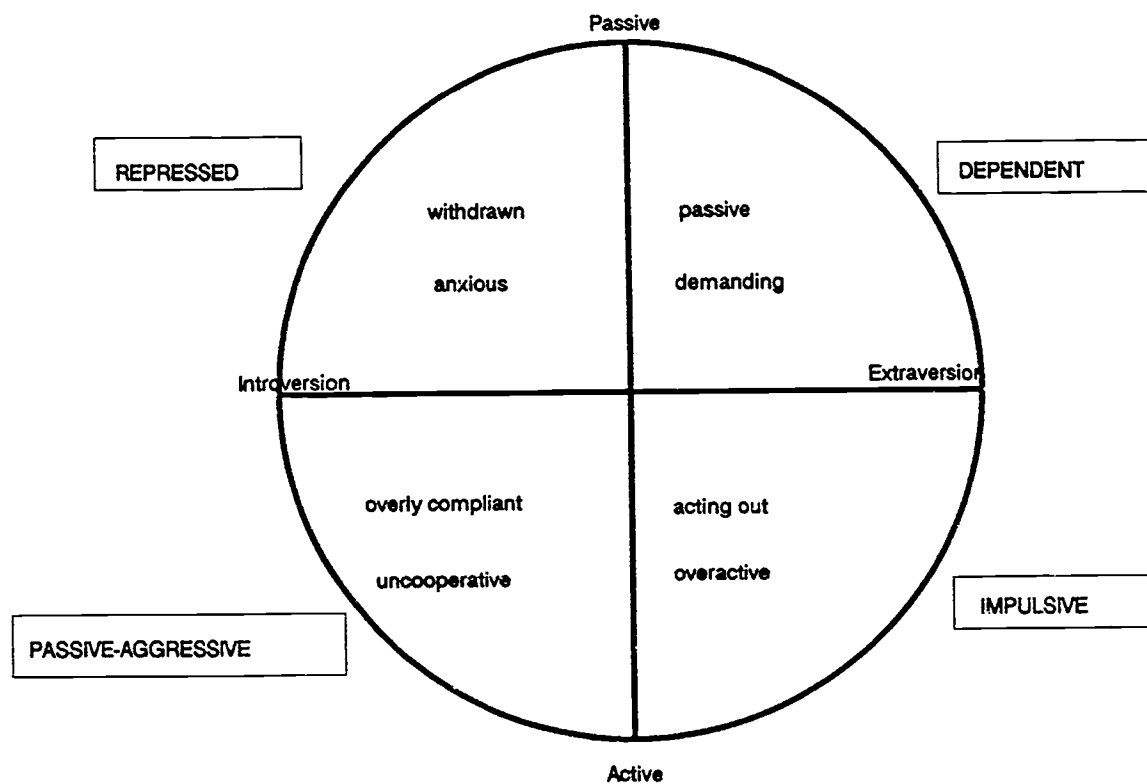 Passive
REPRESSED
DEPENDENT
withdrawn
passive
anxious
demanding
Introversion
Extraversion
overly compliant
acting out
uncooperative
overactive
IMPULSIVE
PASSIVE-AGGRESSIVE
Active